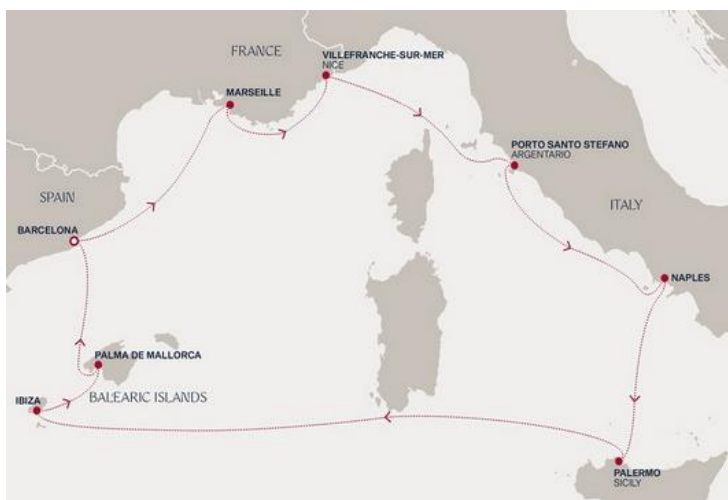 FRANCE
VILLEFRANCHE-SUR-MER
NICE
MARSEILLE
PORTO SANTO STEFANO
ARGENTARIO
SPAIN
ITALY
BARCELONA
NAPLES
PALMA DE MALLORCA
IBIZA
BALEARIC ISLANDS
PALERMO
SICILY